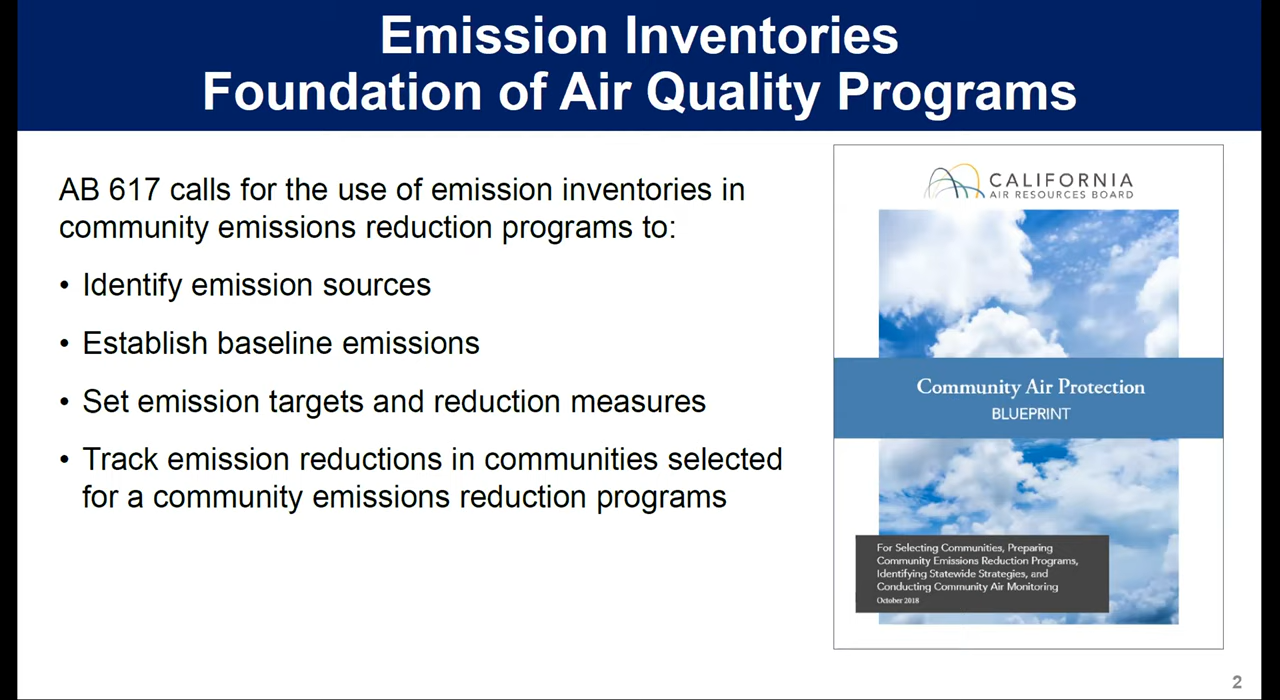 Emission Inventories
Foundation of Air Quality Programs
AB 617 calls for the use of emission inventories in
community emissions reduction programs to:
• Identify emission sources
• Establish baseline emissions
• Set emission targets and reduction measures
• Track emission reductions in communities selected
for a community emissions reduction programs
CALIFORNIA
AIR RESOURCES BOARD
Community Air Protection
BLUEPRINT
For Selecting Communities, Preparing
Community Emissions Reduction Programs,
Identifying Statewide Strategies, and
Conducting Community Air Monitoring
October 2018
2